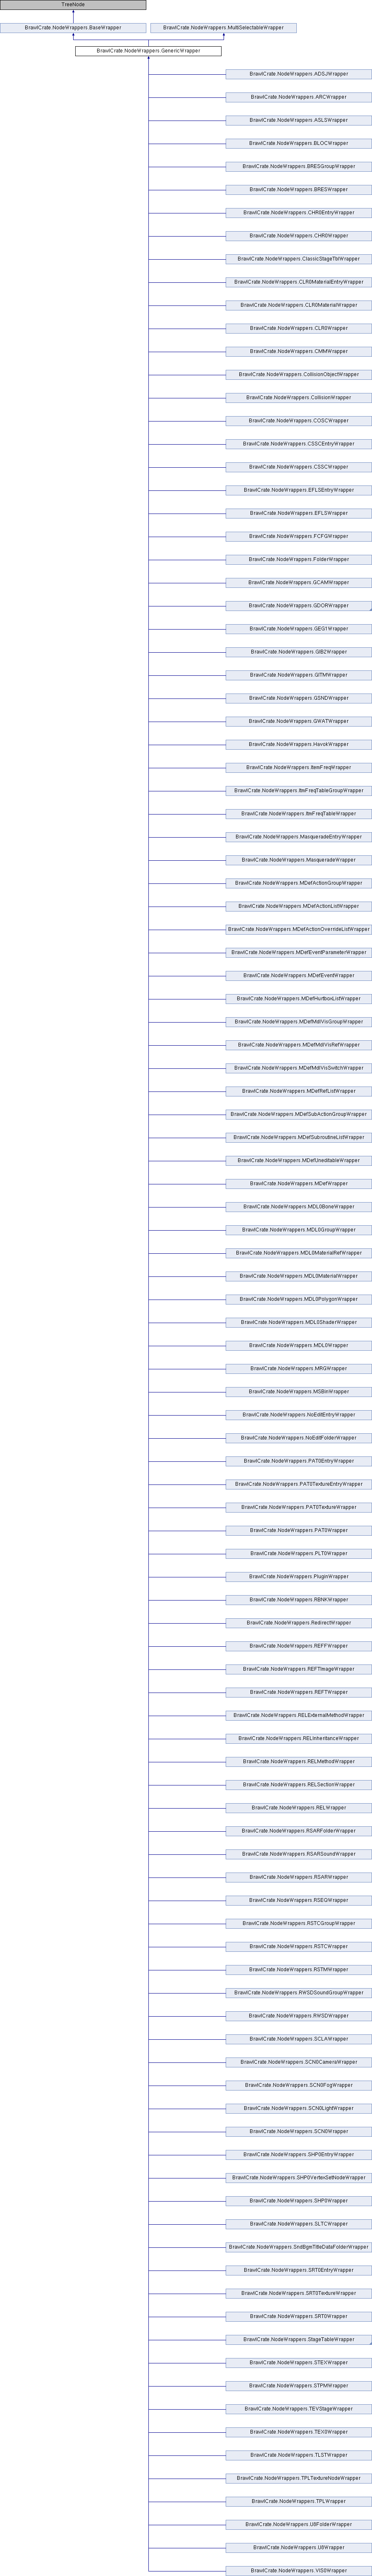 TreeNode
BrawlCrate.NodeWrappers.BaseWrapper
BrawlCrate.NodeWrappers.MultiSelectableWrapper
BrawlCrate.NodeWrappers.GenericWrapper
BrawlCrate.NodeWrappers.ADSJWrapper
BrawlCrate.NodeWrappers.ARCWrapper
BrawlCrate.NodeWrappers.ASLSWrapper
BrawlCrate.NodeWrappers.BLOCWrapper
BrawlCrate.NodeWrappers.BRESGroupWrapper
BrawlCrate.NodeWrappers.BRESWrapper
BrawlCrate.NodeWrappers.CHR0EntryWrapper
BrawlCrate.NodeWrappers.CHR0Wrapper
BrawlCrate.NodeWrappers.ClassicStageTblWrapper
BrawlCrate.NodeWrappers.CLR0MaterialEntryWrapper
BrawlCrate.NodeWrappers.CLR0MaterialWrapper
BrawlCrate.NodeWrappers.CLR0Wrapper
BrawlCrate.NodeWrappers.CMMWrapper
BrawlCrate.NodeWrappers.CollisionObjectWrapper
BrawlCrate.NodeWrappers.CollisionWrapper
BrawlCrate.NodeWrappers.COSCWrapper
BrawlCrate.NodeWrappers.CSSCEntryWrapper
BrawlCrate.NodeWrappers.CSSCWrapper
BrawlCrate.NodeWrappers.EFLSEntryWrapper
BrawlCrate.NodeWrappers.EFLSWrapper
BrawlCrate.NodeWrappers.FCFGWrapper
BrawlCrate.NodeWrappers.FolderWrapper
BrawlCrate.NodeWrappers.GCAMWrapper
BrawlCrate.NodeWrappers.GDORWrapper
BrawlCrate.NodeWrappers.GEG1Wrapper
BrawlCrate.NodeWrappers.GIB2Wrapper
BrawlCrate.NodeWrappers.GITMWrapper
BrawlCrate.NodeWrappers.GSNDWrapper
BrawlCrate.NodeWrappers.GWATWrapper
BrawlCrate.NodeWrappers.HavokWrapper
BrawlCrate.NodeWrappers.ItemFreqWrapper
BrawlCrate.NodeWrappers.ItmFreqTableGroupWrapper
BrawlCrate.NodeWrappers.ItmFreqTableWrapper
BrawlCrate.NodeWrappers.MasqueradeEntryWrapper
BrawlCrate.NodeWrappers.MasqueradeWrapper
BrawlCrate.NodeWrappers.MDefActionGroupWrapper
BrawlCrate.NodeWrappers.MDefActionListWrapper
BrawlCrate.NodeWrappers.MDefActionOverrideListWrapper
BrawlCrate.NodeWrappers.MDefEventParameterWrapper
BrawlCrate.NodeWrappers.MDefEventWrapper
BrawlCrate.NodeWrappers.MDefHurtboxListWrapper
BrawlCrate.NodeWrappers.MDefMdlVisGroupWrapper
BrawlCrate.NodeWrappers.MDefMdlVisRefWrapper
BrawlCrate.NodeWrappers.MDefMdlVisSwitchWrapper
BrawlCrate.NodeWrappers.MDefRefListWrapper
BrawlCrate.NodeWrappers.MDefSubActionGroupWrapper
BrawlCrate.NodeWrappers.MDefSubroutineListWrapper
BrawlCrate.NodeWrappers.MDefUneditableWrapper
BrawlCrate.NodeWrappers.MDefWrapper
BrawlCrate.NodeWrappers.MDL0BoneWrapper
BrawlCrate.NodeWrappers.MDL0GroupWrapper
BrawlCrate.NodeWrappers.MDL0MaterialRefWrapper
BrawlCrate.NodeWrappers.MDL0MaterialWrapper
BrawlCrate.NodeWrappers.MDL0PolygonWrapper
BrawlCrate.NodeWrappers.MDL0ShaderWrapper
BrawlCrate.NodeWrappers.MDL0Wrapper
BrawlCrate.NodeWrappers.MRGWrapper
BrawlCrate.NodeWrappers.MSBinWrapper
BrawlCrate.NodeWrappers.NoEditEntryWrapper
BrawlCrate.NodeWrappers.NoEditFolderWrapper
BrawlCrate.NodeWrappers.PAT0EntryWrapper
BrawlCrate.NodeWrappers.PAT0TextureEntryWrapper
BrawlCrate.NodeWrappers.PAT0TextureWrapper
BrawlCrate.NodeWrappers.PAT0Wrapper
BrawlCrate.NodeWrappers.PLT0Wrapper
BrawlCrate.NodeWrappers.PluginWrapper
BrawlCrate.NodeWrappers.RBNKWrapper
BrawlCrate.NodeWrappers.RedirectWrapper
BrawlCrate.NodeWrappers.REFFWrapper
BrawlCrate.NodeWrappers.REFTImageWrapper
BrawlCrate.NodeWrappers.REFTWrapper
BrawlCrate.NodeWrappers.RELExternalMethodWrapper
BrawlCrate.NodeWrappers.RELInheritanceWrapper
BrawlCrate.NodeWrappers.RELMethodWrapper
BrawlCrate.NodeWrappers.RELSectionWrapper
BrawlCrate.NodeWrappers.RELWrapper
BrawlCrate.NodeWrappers.RSARFolderWrapper
BrawlCrate.NodeWrappers.RSARSoundWrapper
BrawlCrate.NodeWrappers.RSARWrapper
BrawlCrate.NodeWrappers.RSEQWrapper
BrawlCrate.NodeWrappers.RSTCGroupWrapper
BrawlCrate.NodeWrappers.RSTCWrapper
BrawlCrate.NodeWrappers.RSTMWrapper
BrawlCrate.NodeWrappers.RWSDSoundGroupWrapper
BrawlCrate.NodeWrappers.RWSDWrapper
BrawlCrate.NodeWrappers.SCLAWrapper
BrawlCrate.NodeWrappers.SCN0CameraWrapper
BrawlCrate.NodeWrappers.SCN0FogWrapper
BrawlCrate.NodeWrappers.SCN0LightWrapper
BrawlCrate.NodeWrappers.SCN0Wrapper
BrawlCrate.NodeWrappers.SHP0EntryWrapper
BrawlCrate.NodeWrappers.SHP0VertexSetNodeWrapper
BrawlCrate.NodeWrappers.SHP0Wrapper
BrawlCrate.NodeWrappers.SLTCWrapper
BrawlCrate.NodeWrappers.SndBgmTitleDataFolderWrapper
BrawlCrate.NodeWrappers.SRT0EntryWrapper
BrawlCrate.NodeWrappers.SRT0TextureWrapper
BrawlCrate.NodeWrappers.SRT0Wrapper
BrawlCrate.NodeWrappers.StageTableWrapper
BrawlCrate.NodeWrappers.STEXWrapper
BrawlCrate.NodeWrappers.STPMWrapper
BrawlCrate.NodeWrappers.TEVStageWrapper
BrawlCrate.NodeWrappers.TEX0Wrapper
BrawlCrate.NodeWrappers.TLSTWrapper
BrawlCrate.NodeWrappers.TPLTextureNodeWrapper
BrawlCrate.NodeWrappers.TPLWrapper
BrawlCrate.NodeWrappers.U8FolderWrapper
BrawlCrate.NodeWrappers.U8Wrapper
BrawlCrate.NodeWrappers.VIS0Wrapper